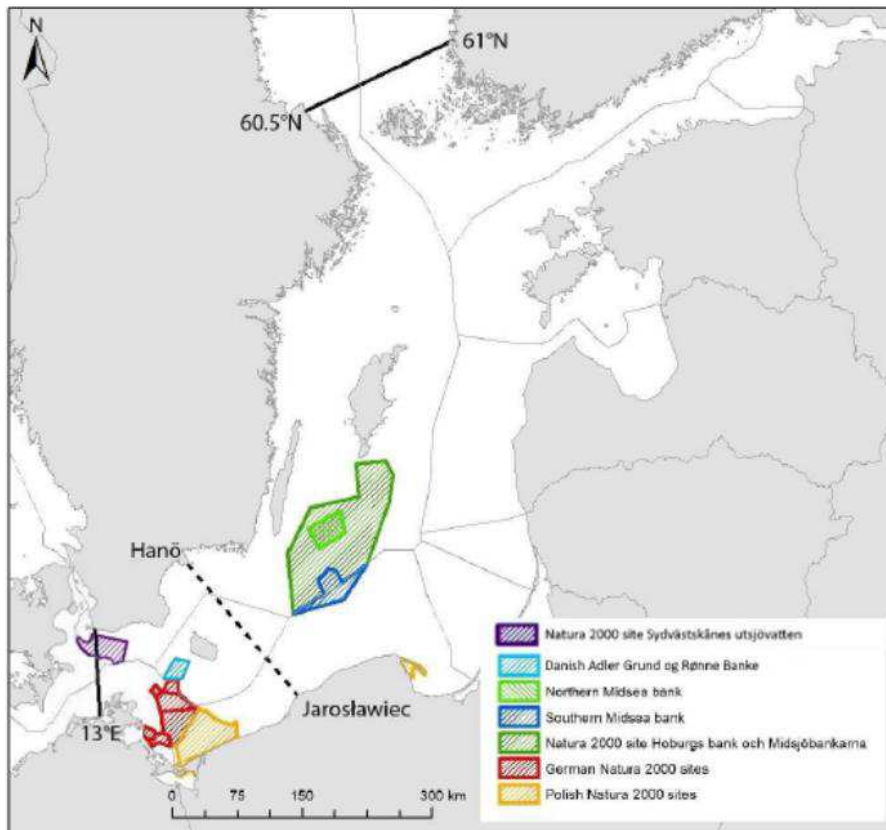 N
61°N
60.5°N
Hanö
Jarosławiec
13°E
Natura 2000 site Sydvästskånes utsjövatten
Danish Adler Grund og Rønne Banke
Northern Midsea bank
Southern Midsea bank
Natura 2000 site Hoburgs bank och Midsjöbankarna
German Natura 2000 sites
Polish Natura 2000 sites
0 75 150 300 km